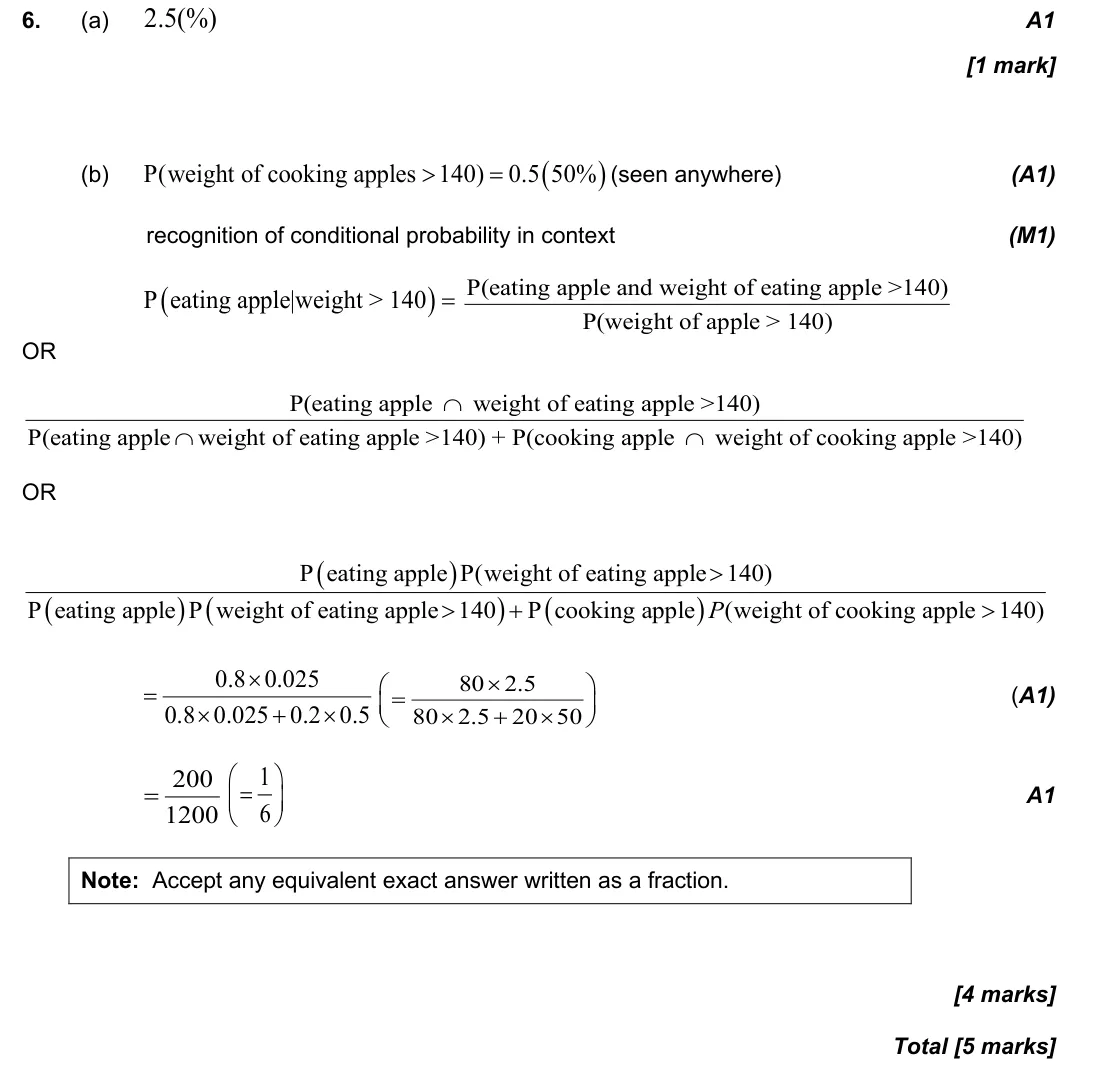 6. (a) 2.5(%) A1
[1 mark]
(b) P(weight of cooking apples > 140) = 0.5(50%) (seen anywhere) (A1)
recognition of conditional probability in context (M1)
P(eating apple|weight > 140) = P(eating apple and weight of eating apple >140) / P(weight of apple > 140)
OR
P(eating apple ∩ weight of eating apple >140)
P(eating apple ∩ weight of eating apple >140) + P(cooking apple ∩ weight of cooking apple >140)
OR
P(eating apple)P(weight of eating apple > 140)
P(eating apple)P(weight of eating apple > 140) + P(cooking apple)P(weight of cooking apple > 140)
= 0.8×0.025 / 0.8×0.025+0.2×0.5 (= 80×2.5 / 80×2.5+20×50) (A1)
= 200/1200 (= 1/6) A1
Note: Accept any equivalent exact answer written as a fraction.
[4 marks]
Total [5 marks]